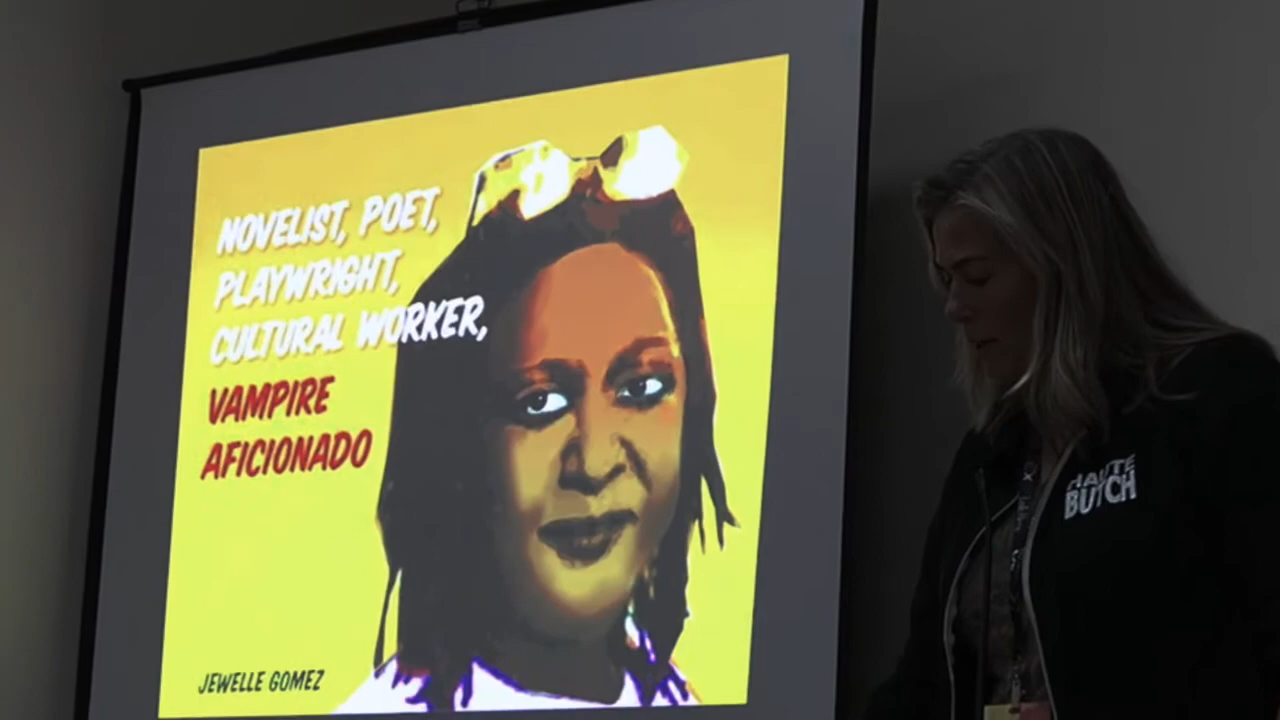 NOVELIST, POET,
PLAYWRIGHT,
CULTURAL WORKER,
VAMPIRE
AFICIONADO
JEWELLE GOMEZ
HAUTE
BUTCH